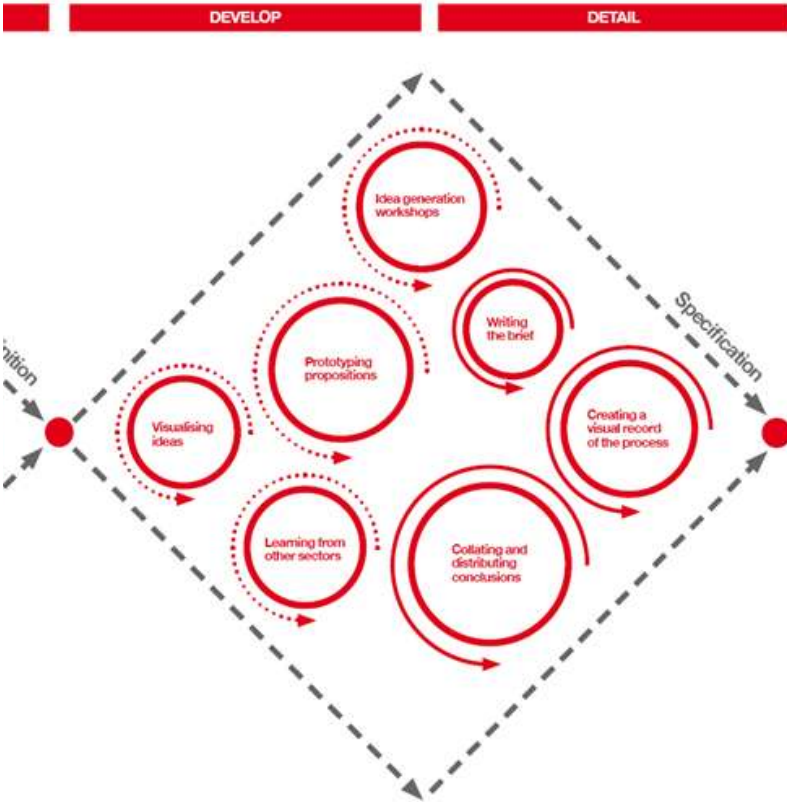 DEVELOP
DETAIL
Idea generation
workshops
Writing
the brief
Specification
Prototyping
propositions
nition
Visualising
ideas
Creating a
visual record
of the process
Learning from
other sectors
Collating and
distributing
conclusions